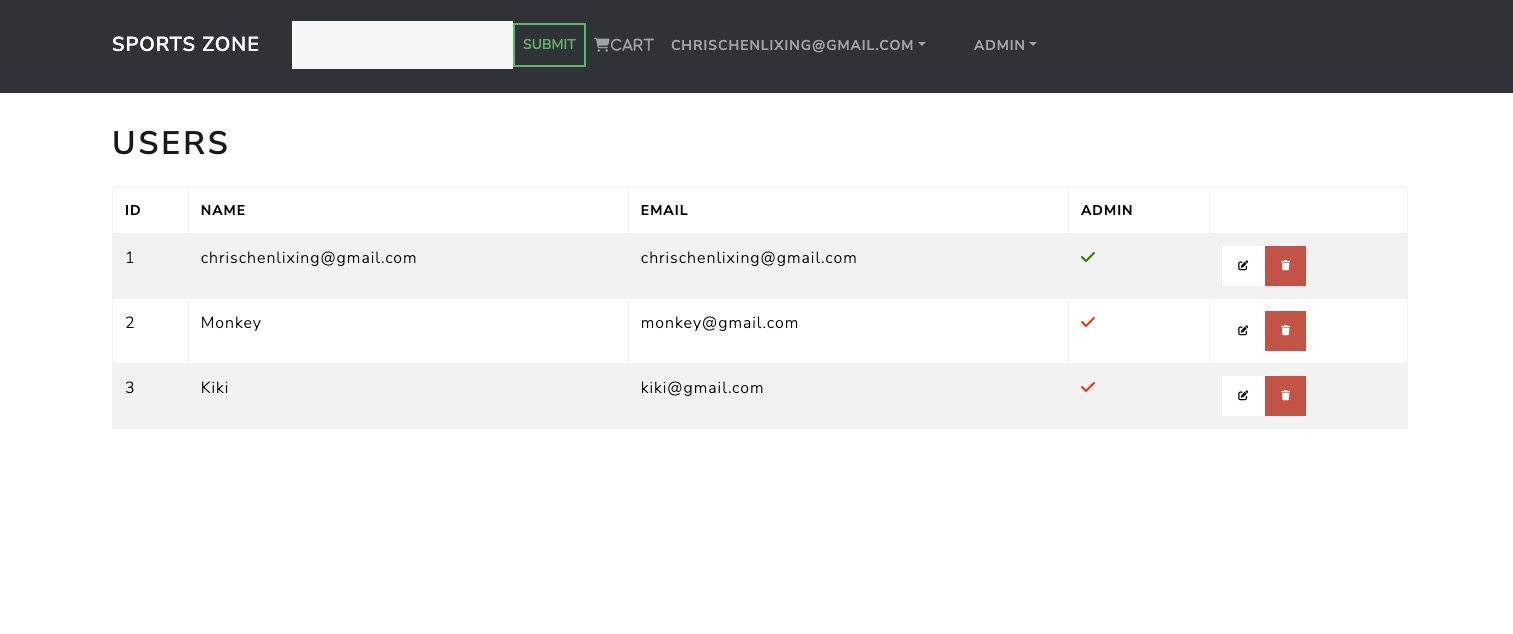 SPORTS ZONE SUBMIT CART CHRISCHENLIXING@GMAIL.COM ADMIN
USERS
ID NAME EMAIL ADMIN
1 chrischenlixing@gmail.com chrischenlixing@gmail.com
2 Monkey monkey@gmail.com
3 Kiki kiki@gmail.com